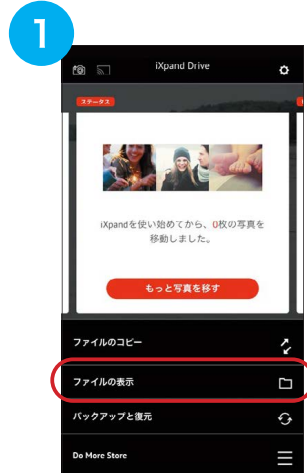 1
iXpand Drive
ステータス
iXpandを使い始めてから、0枚の写真を
移動しました。
もっと写真を移す
ファイルのコピー
ファイルの表示
バックアップと復元
Do More Store